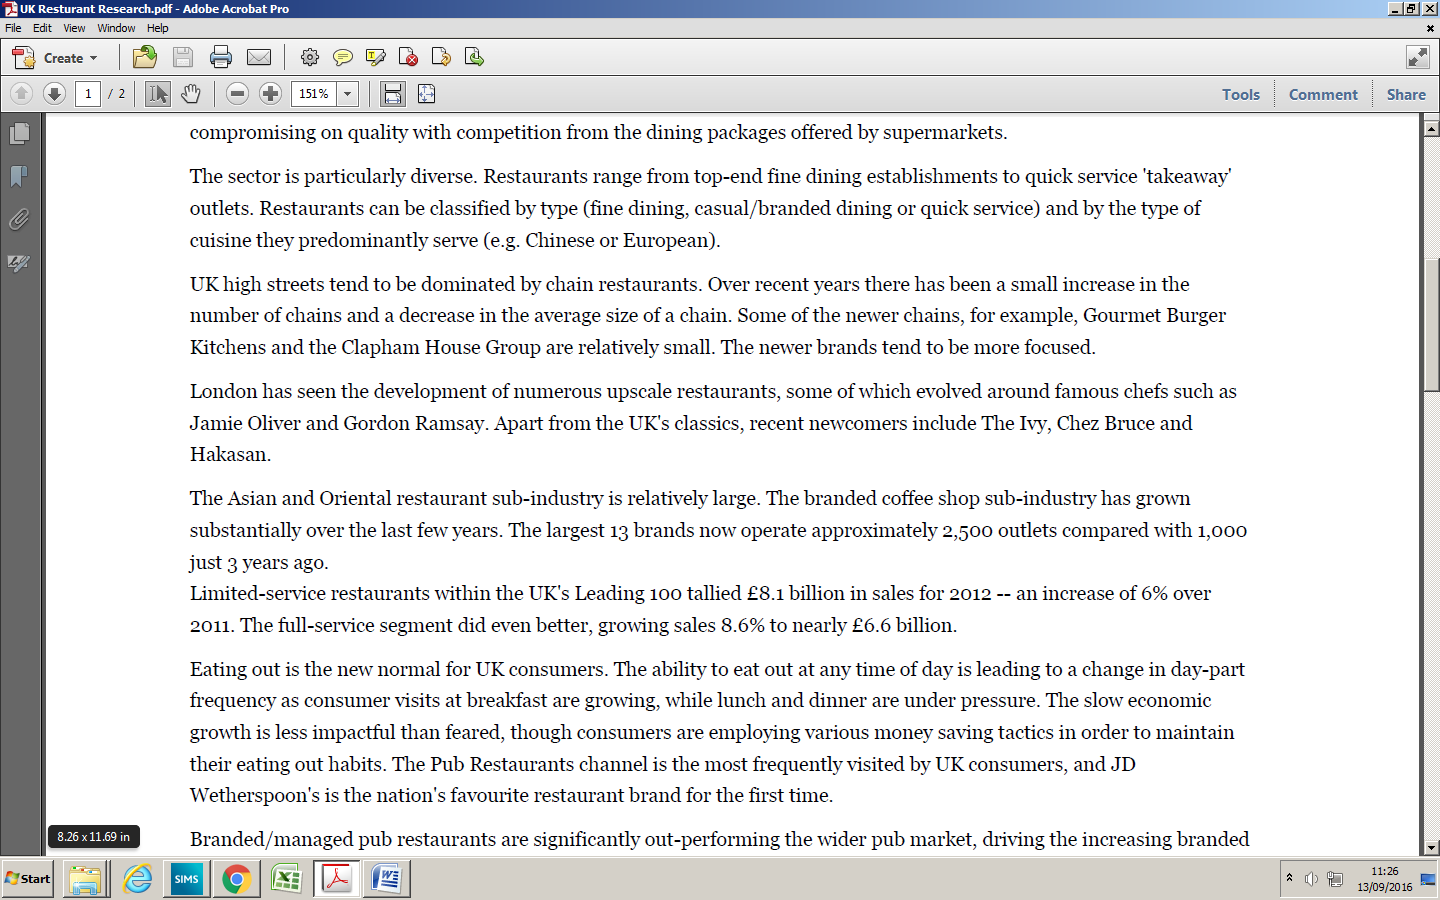 UK Resturant Research.pdf - Adobe Acrobat Pro
File Edit View Window Help
Create
1 / 2 151% Tools Comment Share
compromising on quality with competition from the dining packages offered by supermarkets.
The sector is particularly diverse. Restaurants range from top-end fine dining establishments to quick service 'takeaway'
outlets. Restaurants can be classified by type (fine dining, casual/branded dining or quick service) and by the type of
cuisine they predominantly serve (e.g. Chinese or European).
UK high streets tend to be dominated by chain restaurants. Over recent years there has been a small increase in the
number of chains and a decrease in the average size of a chain. Some of the newer chains, for example, Gourmet Burger
Kitchens and the Clapham House Group are relatively small. The newer brands tend to be more focused.
London has seen the development of numerous upscale restaurants, some of which evolved around famous chefs such as
Jamie Oliver and Gordon Ramsay. Apart from the UK's classics, recent newcomers include The Ivy, Chez Bruce and
Hakasan.
The Asian and Oriental restaurant sub-industry is relatively large. The branded coffee shop sub-industry has grown
substantially over the last few years. The largest 13 brands now operate approximately 2,500 outlets compared with 1,000
just 3 years ago.
Limited-service restaurants within the UK's Leading 100 tallied £8.1 billion in sales for 2012 -- an increase of 6% over
2011. The full-service segment did even better, growing sales 8.6% to nearly £6.6 billion.
Eating out is the new normal for UK consumers. The ability to eat out at any time of day is leading to a change in day-part
frequency as consumer visits at breakfast are growing, while lunch and dinner are under pressure. The slow economic
growth is less impactful than feared, though consumers are employing various money saving tactics in order to maintain
their eating out habits. The Pub Restaurants channel is the most frequently visited by UK consumers, and JD
Wetherspoon's is the nation's favourite restaurant brand for the first time.
8.26 x 11.69 in
Branded/managed pub restaurants are significantly out-performing the wider pub market, driving the increasing branded
Start SIMS 11:26
13/09/2016